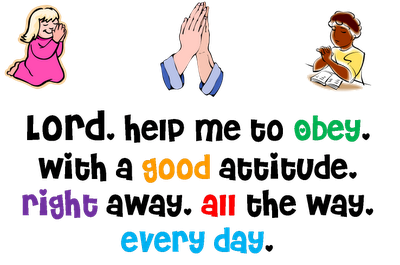 Lord, help me to obey,
with a good attitude,
right away, all the way,
every day.